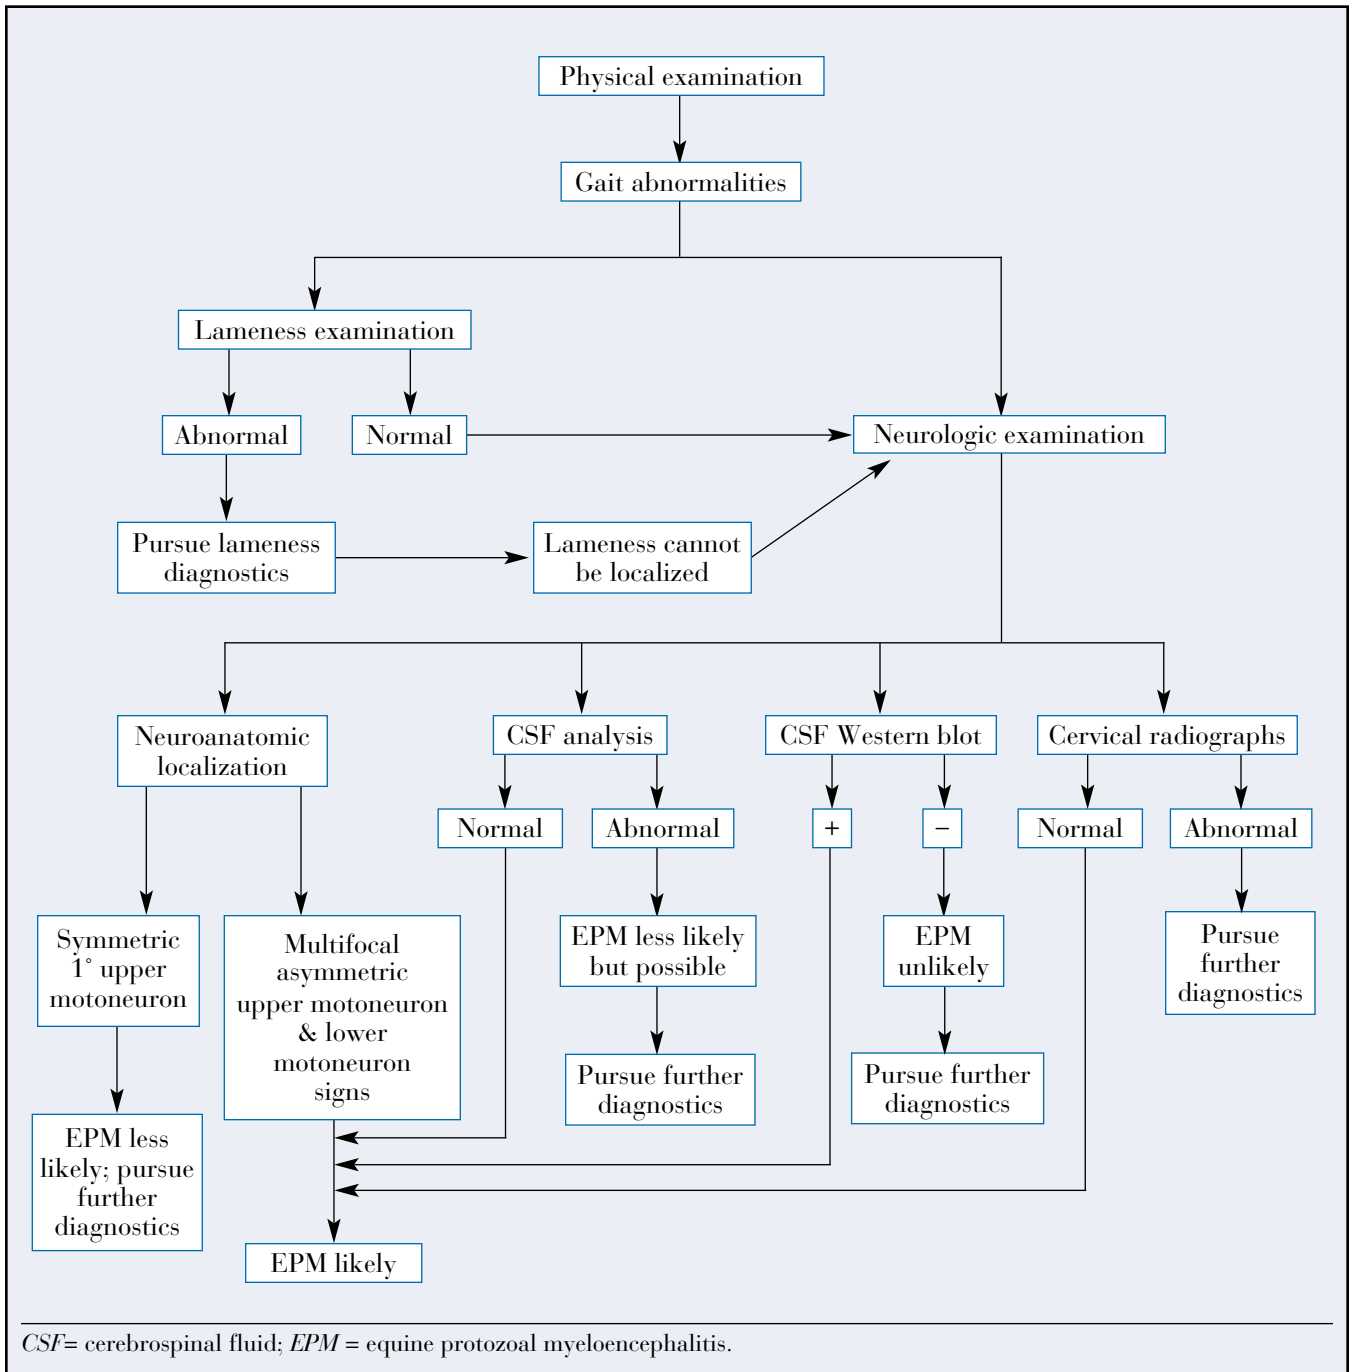 Physical examination
Gait abnormalities
Lameness examination
Abnormal
Normal
Neurologic examination
Pursue lameness
diagnostics
Lameness cannot
be localized
Neuroanatomic
localization
CSF analysis
CSF Western blot
Cervical radiographs
Normal
Abnormal
+
−
Normal
Abnormal
Symmetric
1° upper
motoneuron
Multifocal
asymmetric
upper motoneuron
& lower
motoneuron
signs
EPM less likely
but possible
EPM
unlikely
Pursue
further
diagnostics
Pursue further
diagnostics
Pursue further
diagnostics
EPM less
likely; pursue
further
diagnostics
EPM likely
CSF= cerebrospinal fluid; EPM = equine protozoal myeloencephalitis.